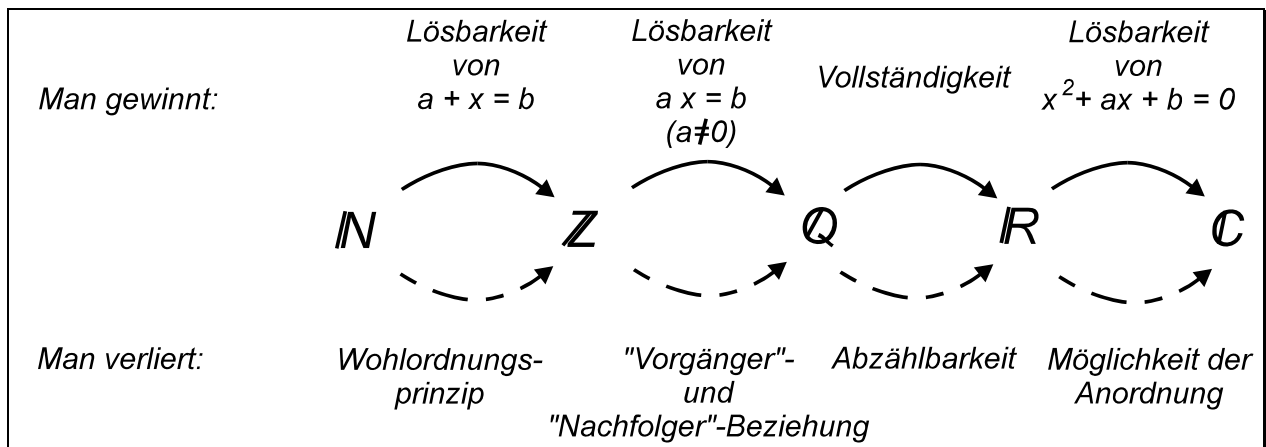 Man gewinnt:
Lösbarkeit
von
a + x = b
Lösbarkeit
von
a x = b
(a≠0)
Vollständigkeit
Lösbarkeit
von
x² + ax + b = 0
ℕ ℤ ℚ ℝ ℂ
Man verliert:
Wohlordnungs-
prinzip
"Vorgänger"-
und
"Nachfolger"-Beziehung
Abzählbarkeit
Möglichkeit der
Anordnung